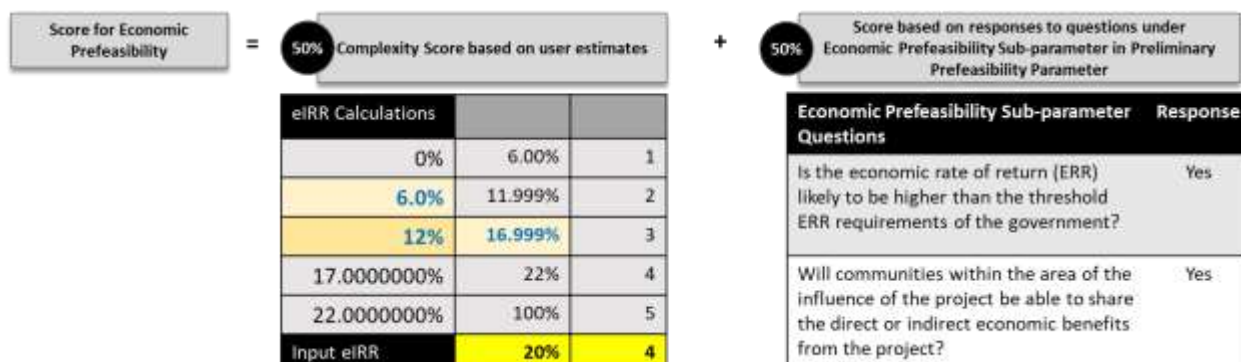 Score for Economic
Prefeasibility
=
50%
Complexity Score based on user estimates
+
50%
Score based on responses to questions under
Economic Prefeasibility Sub-parameter in Preliminary
Prefeasibility Parameter
eIRR Calculations
0% 6.00% 1
6.0% 11.999% 2
12% 16.999% 3
17.0000000% 22% 4
22.0000000% 100% 5
Input eIRR 20% 4
Economic Prefeasibility Sub-parameter Response
Questions
Is the economic rate of return (ERR) Yes
likely to be higher than the threshold
ERR requirements of the government?
Will communities within the area of the Yes
influence of the project be able to share
the direct or indirect economic benefits
from the project?